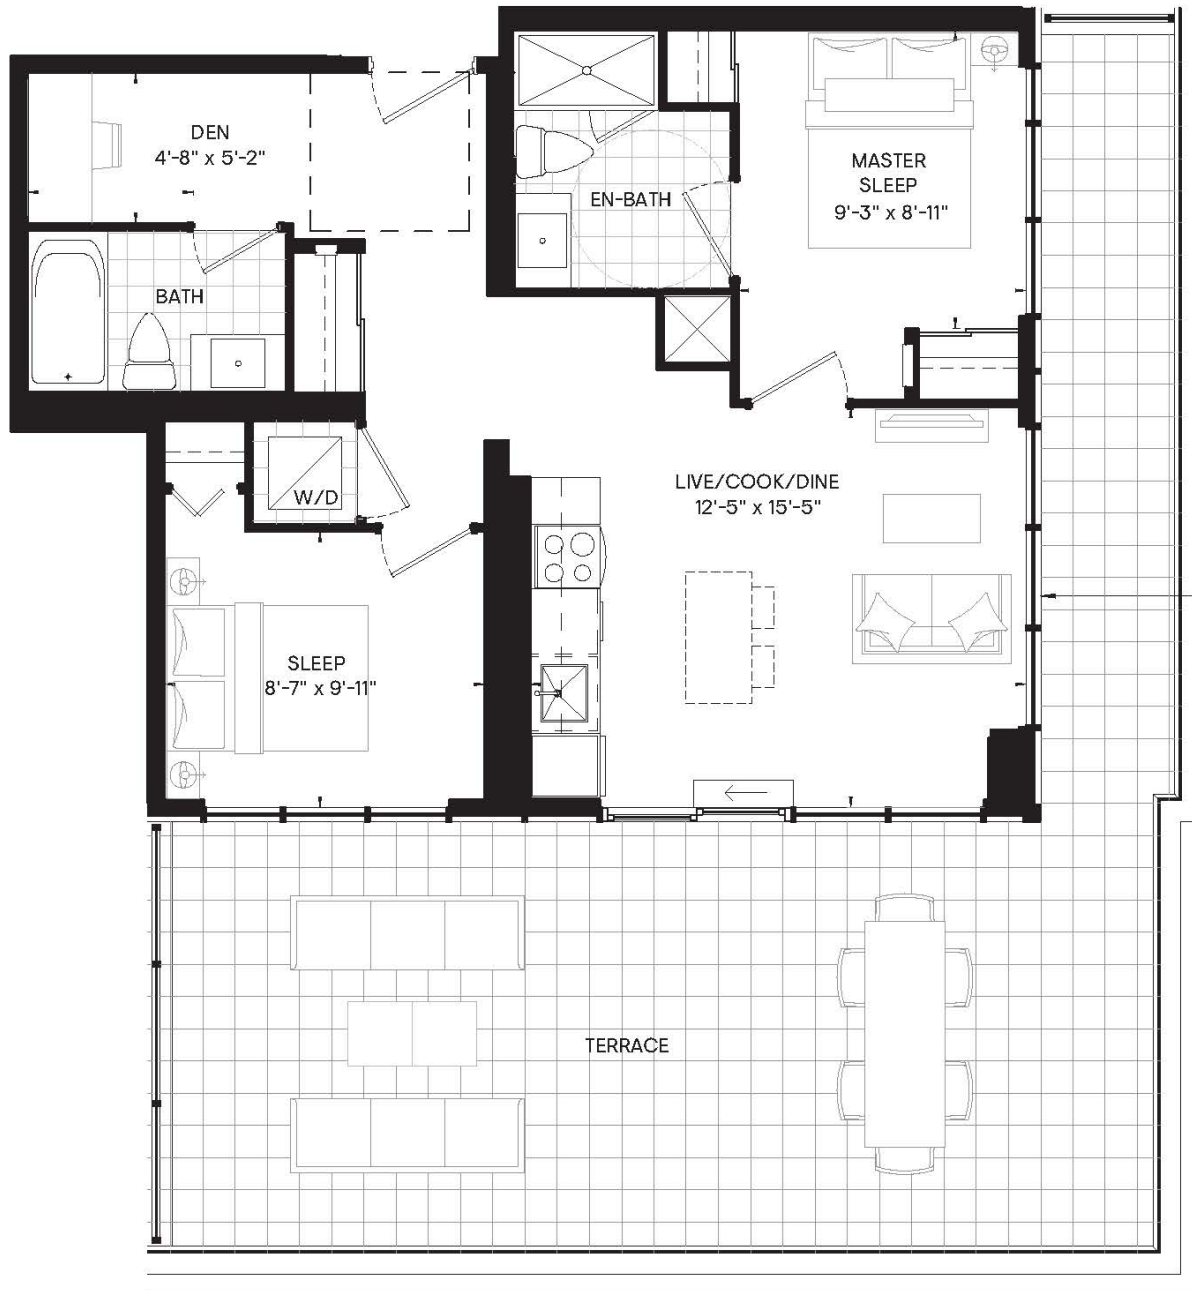 DEN
4'-8" x 5'-2"
MASTER
SLEEP
9'-3" x 8'-11"
EN-BATH
BATH
LIVE/COOK/DINE
12'-5" x 15'-5"
W/D
SLEEP
8'-7" x 9'-11"
TERRACE